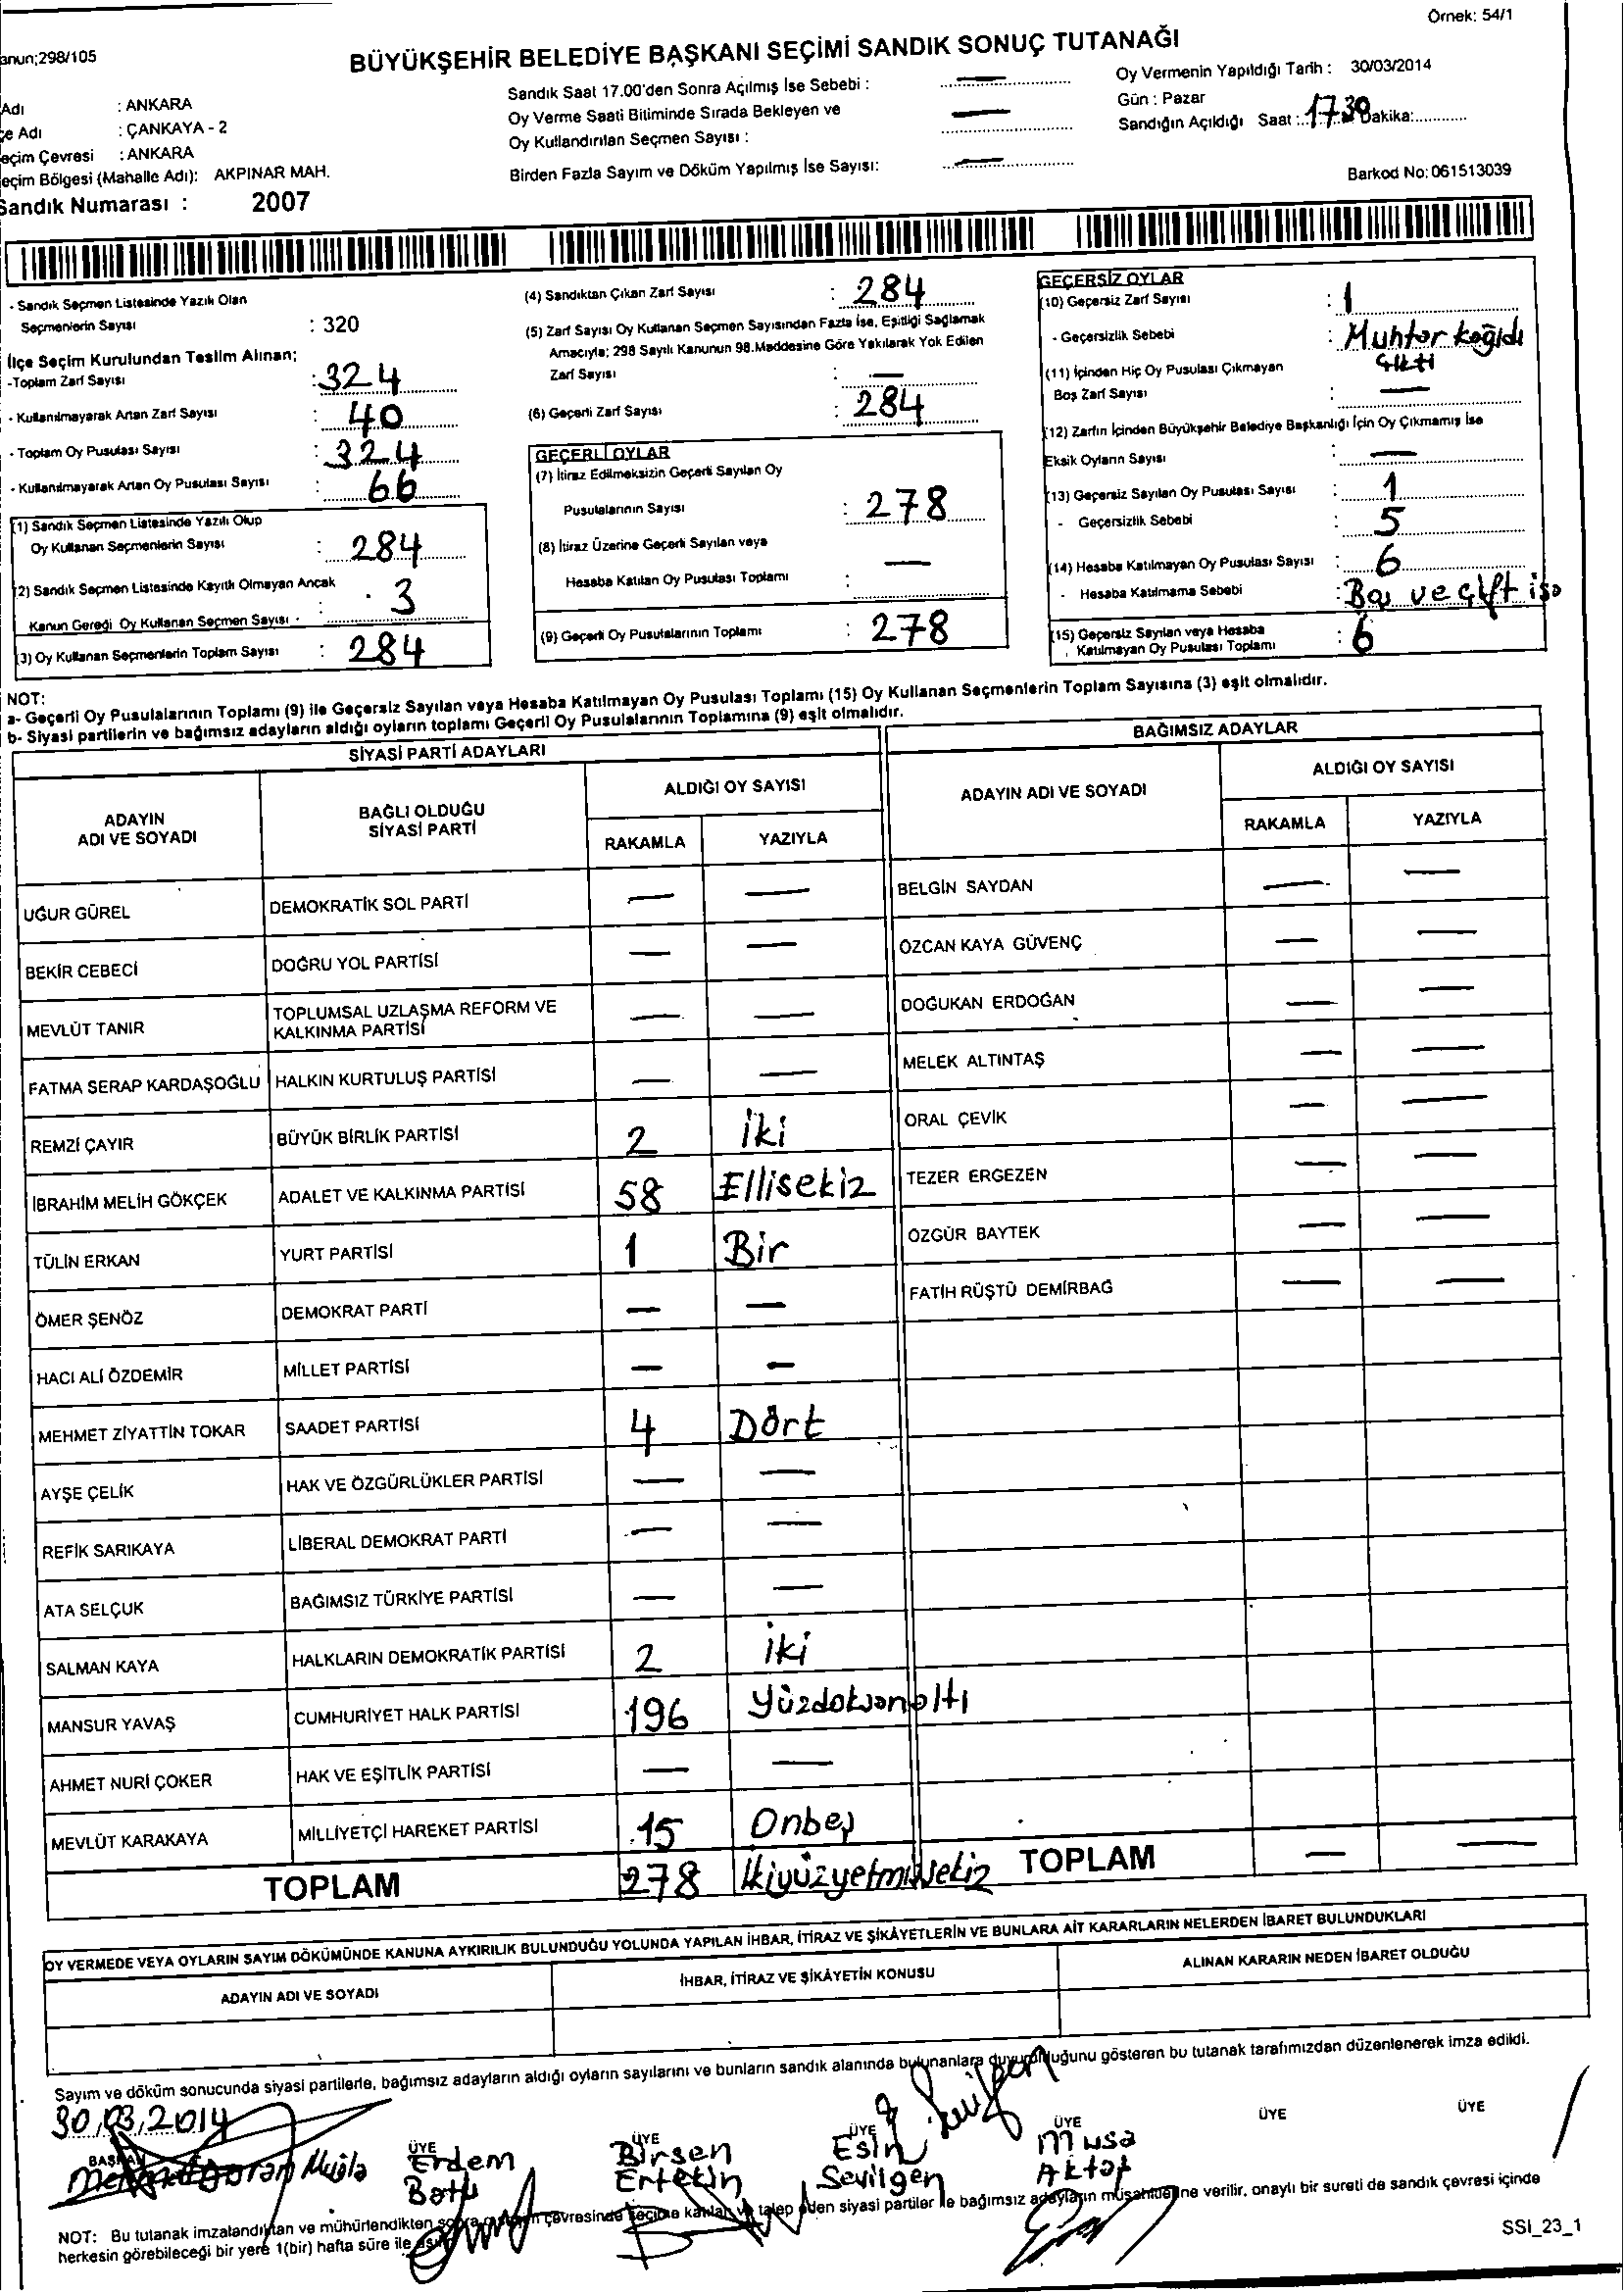 Örnek: 54/1
anun;298/105
BÜYÜKŞEHİR BELEDİYE BAŞKANI SEÇİMİ SANDIK SONUÇ TUTANAĞI
Adı : ANKARA
çe Adı : ÇANKAYA - 2
eçim Çevresi : ANKARA
eçim Bölgesi (Mahalle Adı): AKPINAR MAH.
Sandık Numarası : 2007
Sandık Saat 17.00'den Sonra Açılmış İse Sebebi : —
Oy Verme Saati Bitiminde Sırada Bekleyen ve
Oy Kullandırılan Seçmen Sayısı : —
Birden Fazla Sayım ve Döküm Yapılmış İse Sayısı: —
Oy Vermenin Yapıldığı Tarih : 30/03/2014
Gün : Pazar
Sandığın Açıldığı Saat : 17.30 Dakika:
Barkod No: 061513039
- Sandık Seçmen Listesinde Yazılı Olan
Seçmenlerin Sayısı : 320
İlçe Seçim Kurulundan Teslim Alınan;
-Toplam Zarf Sayısı : 324
- Kullanılmayarak Artan Zarf Sayısı : 40
- Toplam Oy Pusulası Sayısı : 324
- Kullanılmayarak Artan Oy Pusulası Sayısı : 66
(1) Sandık Seçmen Listesinde Yazılı Olup
Oy Kullanan Seçmenlerin Sayısı : 284
(2) Sandık Seçmen Listesinde Kayıtlı Olmayan Ancak
Kanun Gereği Oy Kullanan Seçmen Sayısı : 3
(3) Oy Kullanan Seçmenlerin Toplam Sayısı : 284
(4) Sandıktan Çıkan Zarf Sayısı : 284
(5) Zarf Sayısı Oy Kullanan Seçmen Sayısından Fazla İse, Eşitliği Sağlamak
Amacıyla; 298 Sayılı Kanunun 98.Maddesine Göre Yakılarak Yok Edilen
Zarf Sayısı : —
(6) Geçerli Zarf Sayısı : 284
GEÇERLİ OYLAR
(7) İtiraz Edilmeksizin Geçerli Sayılan Oy
Pusulalarının Sayısı : 278
(8) İtiraz Üzerine Geçerli Sayılan veya
Hesaba Katılan Oy Pusulası Toplamı : —
(9) Geçerli Oy Pusulalarının Toplamı : 278
GEÇERSİZ OYLAR
(10) Geçersiz Zarf Sayısı : 1
- Geçersizlik Sebebi : Muhtar kağıdı
çıktı
(11) İçinden Hiç Oy Pusulası Çıkmayan
Boş Zarf Sayısı : —
(12) Zarfın İçinden Büyükşehir Belediye Başkanlığı İçin Oy Çıkmamış İse
Eksik Oyların Sayısı : —
(13) Geçersiz Sayılan Oy Pusulası Sayısı : 1
- Geçersizlik Sebebi : 5
(14) Hesaba Katılmayan Oy Pusulası Sayısı : 6
- Hesaba Katılmama Sebebi : Boş ve çift
(15) Geçersiz Sayılan veya Hesaba
Katılmayan Oy Pusulası Toplamı : 6
NOT:
a- Geçerli Oy Pusulalarının Toplamı (9) ile Geçersiz Sayılan veya Hesaba Katılmayan Oy Pusulası Toplamı (15) Oy Kullanan Seçmenlerin Toplam Sayısına (3) eşit olmalıdır.
b- Siyasi partilerin ve bağımsız adayların aldığı oyların toplamı Geçerli Oy Pusulalarının Toplamına (9) eşit olmalıdır.
SİYASİ PARTİ ADAYLARI
ADAYIN ADI VE SOYADI BAĞLI OLDUĞU SİYASİ PARTİ ALDIĞI OY SAYISI
RAKAMLA YAZIYLA
UĞUR GÜREL DEMOKRATİK SOL PARTİ — —
BEKİR CEBECİ DOĞRU YOL PARTİSİ — —
MEVLÜT TANIR TOPLUMSAL UZLAŞMA REFORM VE KALKINMA PARTİSİ — —
FATMA SERAP KARDAŞOĞLU HALKIN KURTULUŞ PARTİSİ — —
REMZİ ÇAYIR BÜYÜK BİRLİK PARTİSİ 2 İki
İBRAHİM MELİH GÖKÇEK ADALET VE KALKINMA PARTİSİ 58 Ellisekiz
TÜLİN ERKAN YURT PARTİSİ 1 Bir
ÖMER ŞENÖZ DEMOKRAT PARTİ — —
HACI ALİ ÖZDEMİR MİLLET PARTİSİ — —
MEHMET ZİYATTİN TOKAR SAADET PARTİSİ 4 Dört
AYŞE ÇELİK HAK VE ÖZGÜRLÜKLER PARTİSİ — —
REFİK SARIKAYA LİBERAL DEMOKRAT PARTİ — —
ATA SELÇUK BAĞIMSIZ TÜRKİYE PARTİSİ — —
SALMAN KAYA HALKLARIN DEMOKRATİK PARTİSİ 2 İki
MANSUR YAVAŞ CUMHURİYET HALK PARTİSİ 196 Yüzdoksanaltı
AHMET NURİ ÇOKER HAK VE EŞİTLİK PARTİSİ — —
MEVLÜT KARAKAYA MİLLİYETÇİ HAREKET PARTİSİ 15 Onbeş
TOPLAM 278 İkiyüzyetmişsekiz
BAĞIMSIZ ADAYLAR
ADAYIN ADI VE SOYADI ALDIĞI OY SAYISI
RAKAMLA YAZIYLA
BELGİN SAYDAN — —
OZCAN KAYA GÜVENÇ — —
DOĞUKAN ERDOĞAN — —
MELEK ALTINTAŞ — —
ORAL ÇEVİK — —
TEZER ERGEZEN — —
OZGÜR BAYTEK — —
FATİH RÜŞTÜ DEMİRBAĞ — —
TOPLAM — —
OY VERMEDE VEYA OYLARIN SAYIM DÖKÜMÜNDE KANUNA AYKIRILIK BULUNDUĞU YOLUNDA YAPILAN İHBAR, İTİRAZ VE ŞİKÂYETLERİN VE BUNLARA AİT KARARLARIN NELERDEN İBARET BULUNDUKLARI
ADAYIN ADI VE SOYADI İHBAR, İTİRAZ VE ŞİKÂYETİN KONUSU ALINAN KARARIN NEDEN İBARET OLDUĞU
Sayım ve döküm sonucunda siyasi partilerle, bağımsız adayların aldığı oyların sayılarını ve bunların sandık alanında bulunanlara duyurulduğunu gösteren bu tutanak tarafımızdan düzenlenerek imza edildi.
30.03.2014
BAŞKAN ÜYE ÜYE ÜYE ÜYE ÜYE ÜYE
Muğla Erdem Birsen Esin Musa
Ertekin Sevilgen Aktaş
NOT: Bu tutanak imzalandıktan ve mühürlendikten sonra çevresinde seçime katılan ve talep eden siyasi partiler ile bağımsız adayların müşahitlerine verilir, onaylı bir sureti de sandık çevresi içinde
herkesin görebileceği bir yere 1(bir) hafta süre ile asılır
SSI_23_1